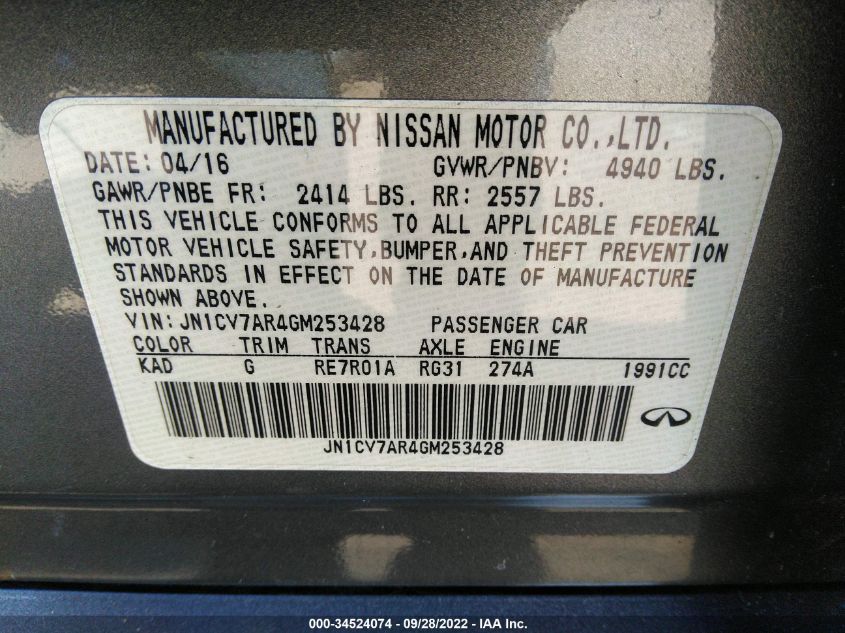 MANUFACTURED BY NISSAN MOTOR CO.,LTD.
DATE: 04/16 GVWR/PNBV: 4940 LBS.
GAWR/PNBE FR: 2414 LBS. RR: 2557 LBS.
THIS VEHICLE CONFORMS TO ALL APPLICABLE FEDERAL
MOTOR VEHICLE SAFETY,BUMPER,AND THEFT PREVENTION
STANDARDS IN EFFECT ON THE DATE OF MANUFACTURE
SHOWN ABOVE.
VIN:JN1CV7AR4GM253428 PASSENGER CAR
COLOR TRIM TRANS AXLE ENGINE
KAD G RE7R01A RG31 274A 1991CC
JN1CV7AR4GM253428
000-34524074 - 09/28/2022 - IAA Inc.